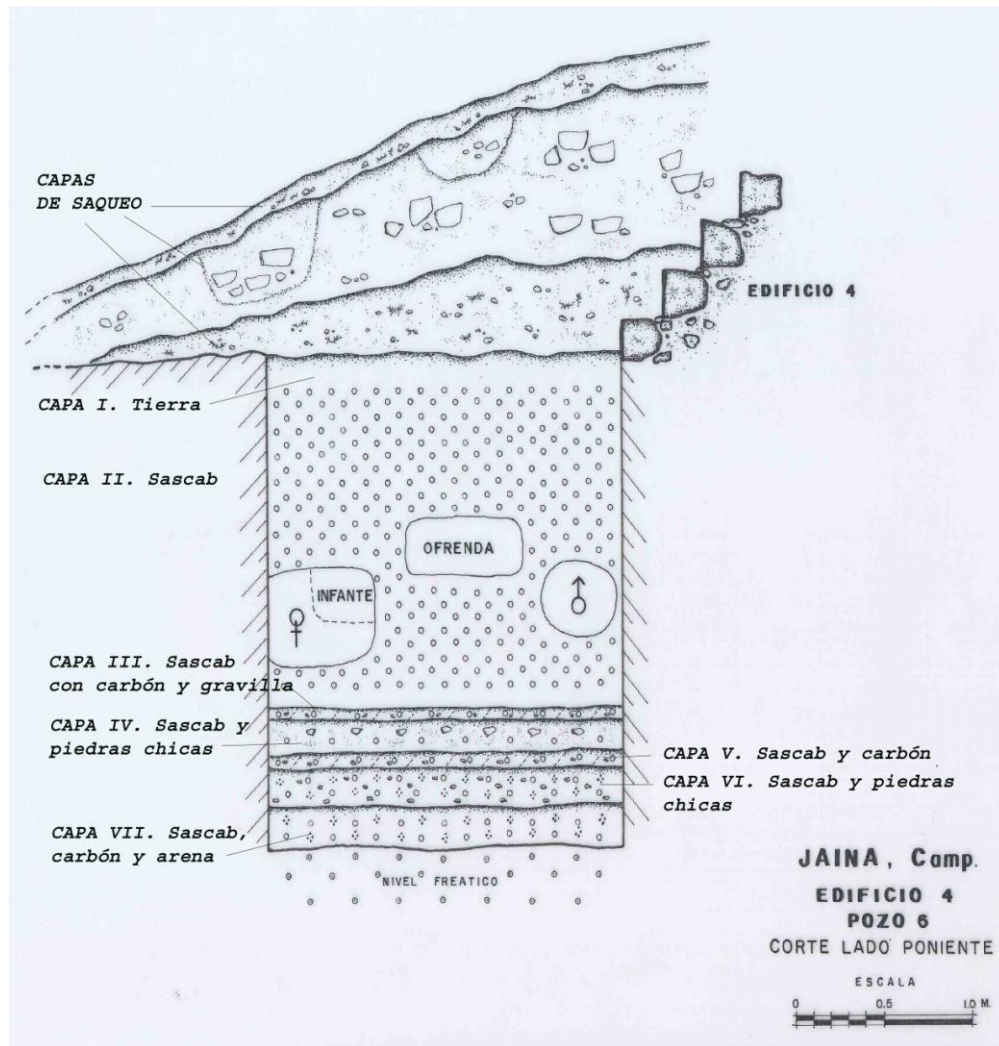 CAPAS
DE SAQUEO
EDIFICIO 4
CAPA I. Tierra
CAPA II. Sascab
OFRENDA
INFANTE
♀
♂
CAPA III. Sascab
con carbón y gravilla
CAPA IV. Sascab y
piedras chicas
CAPA V. Sascab y carbón
CAPA VI. Sascab y piedras
chicas
CAPA VII. Sascab,
carbón y arena
NIVEL FREATICO
JAINA, Camp.
EDIFICIO 4
POZO 6
CORTE LADO PONIENTE
ESCALA
0 0.5 1.0 M.